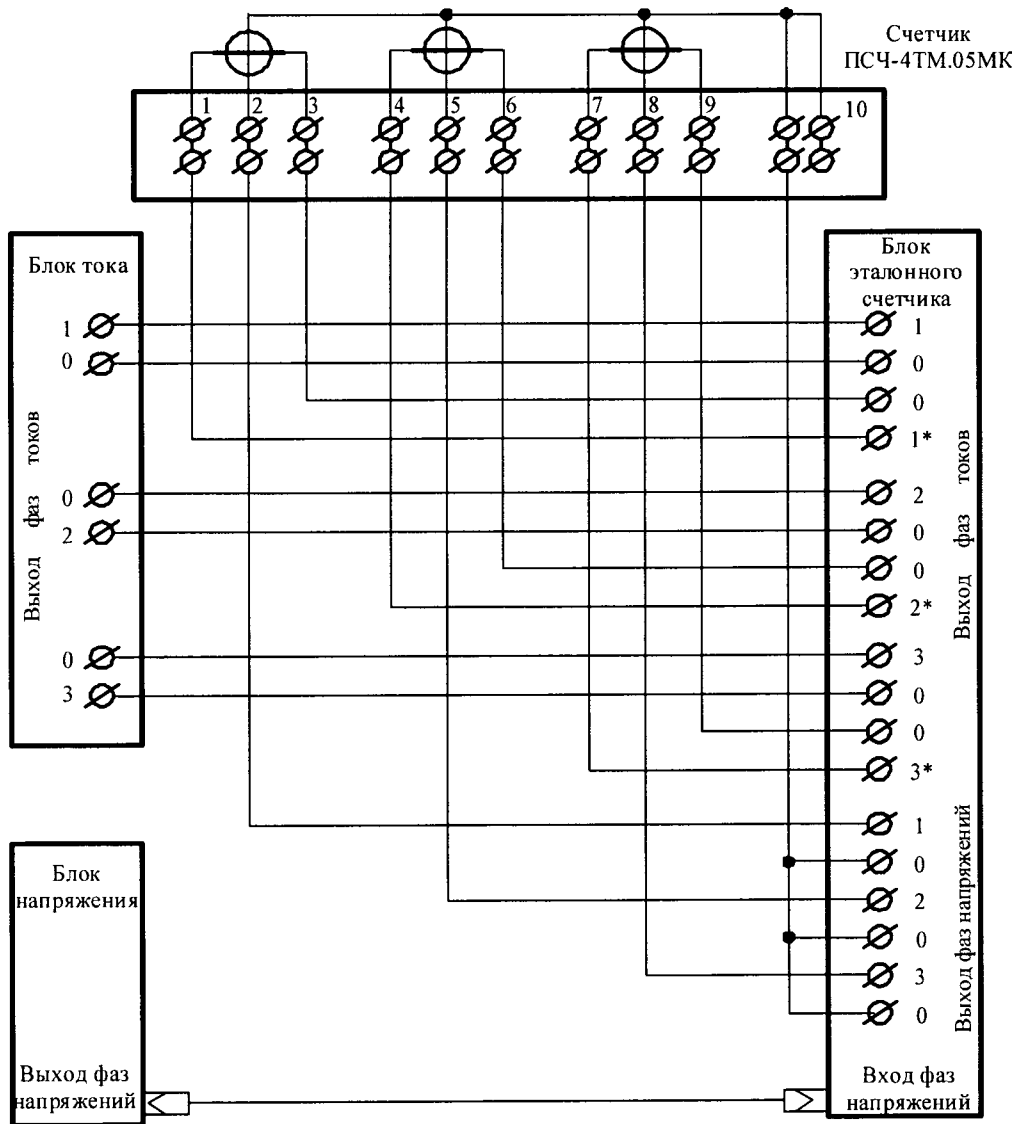 Счетчик
ПСЧ-4ТМ.05МК
1 2 3 4 5 6 7 8 9 10
Блок тока
1
0
0
2
0
3
Выход фаз токов
Блок
эталонного
счетчика
1
0
0
1*
2
0
0
2*
3
0
0
3*
Выход фаз токов
1
0
2
0
3
0
Выход фаз напряжений
Вход фаз
напряжений
Блок
напряжения
Выход фаз
напряжений